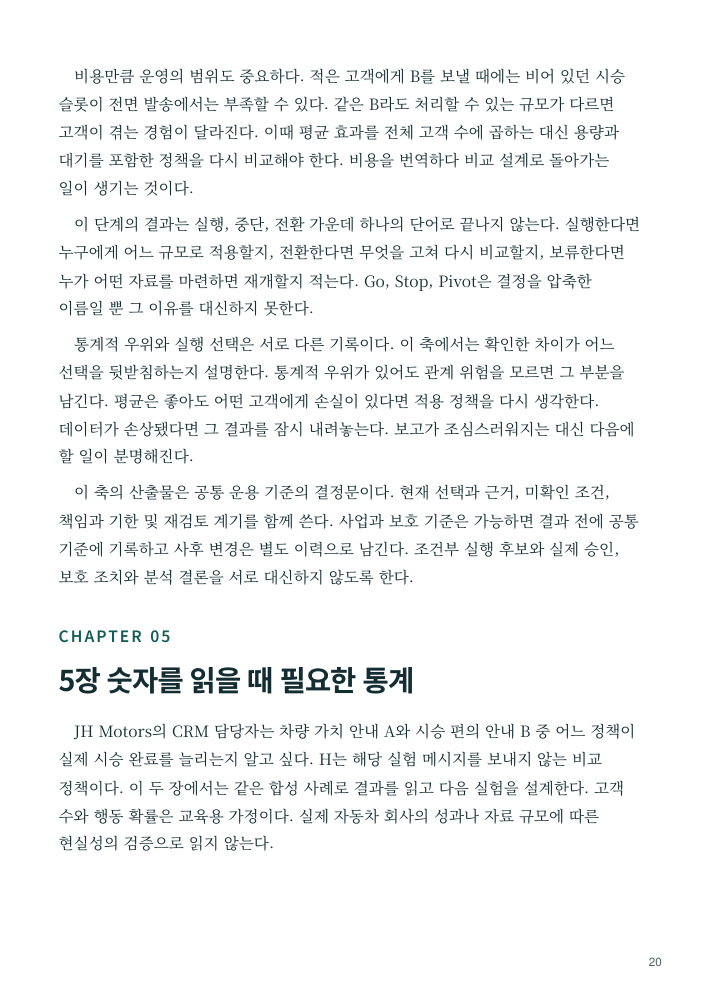 비용만큼 운영의 범위도 중요하다. 적은 고객에게 B를 보낼 때에는 비어 있던 시승
슬롯이 전면 발송에서는 부족할 수 있다. 같은 B라도 처리할 수 있는 규모가 다르면
고객이 겪는 경험이 달라진다. 이때 평균 효과를 전체 고객 수에 곱하는 대신 용량과
대기를 포함한 정책을 다시 비교해야 한다. 비용을 번역하다 비교 설계로 돌아가는
일이 생기는 것이다.
이 단계의 결과는 실행, 중단, 전환 가운데 하나의 단어로 끝나지 않는다. 실행한다면
누구에게 어느 규모로 적용할지, 전환한다면 무엇을 고쳐 다시 비교할지, 보류한다면
누가 어떤 자료를 마련하면 재개할지 적는다. Go, Stop, Pivot은 결정을 압축한
이름일 뿐 그 이유를 대신하지 못한다.
통계적 우위와 실행 선택은 서로 다른 기록이다. 이 축에서는 확인한 차이가 어느
선택을 뒷받침하는지 설명한다. 통계적 우위가 있어도 관계 위험을 모르면 그 부분을
남긴다. 평균은 좋아도 어떤 고객에게 손실이 있다면 적용 정책을 다시 생각한다.
데이터가 손상됐다면 그 결과를 잠시 내려놓는다. 보고가 조심스러워지는 대신 다음에
할 일이 분명해진다.
이 축의 산출물은 공통 운용 기준의 결정문이다. 현재 선택과 근거, 미확인 조건,
책임과 기한 및 재검토 계기를 함께 쓴다. 사업과 보호 기준은 가능하면 결과 전에 공통
기준에 기록하고 사후 변경은 별도 이력으로 남긴다. 조건부 실행 후보와 실제 승인,
보호 조치와 분석 결론을 서로 대신하지 않도록 한다.
CHAPTER 05
5장 숫자를 읽을 때 필요한 통계
JH Motors의 CRM 담당자는 차량 가치 안내 A와 시승 편의 안내 B 중 어느 정책이
실제 시승 완료를 늘리는지 알고 싶다. H는 해당 실험 메시지를 보내지 않는 비교
정책이다. 이 두 장에서는 같은 합성 사례로 결과를 읽고 다음 실험을 설계한다. 고객
수와 행동 확률은 교육용 가정이다. 실제 자동차 회사의 성과나 자료 규모에 따른
현실성의 검증으로 읽지 않는다.
20